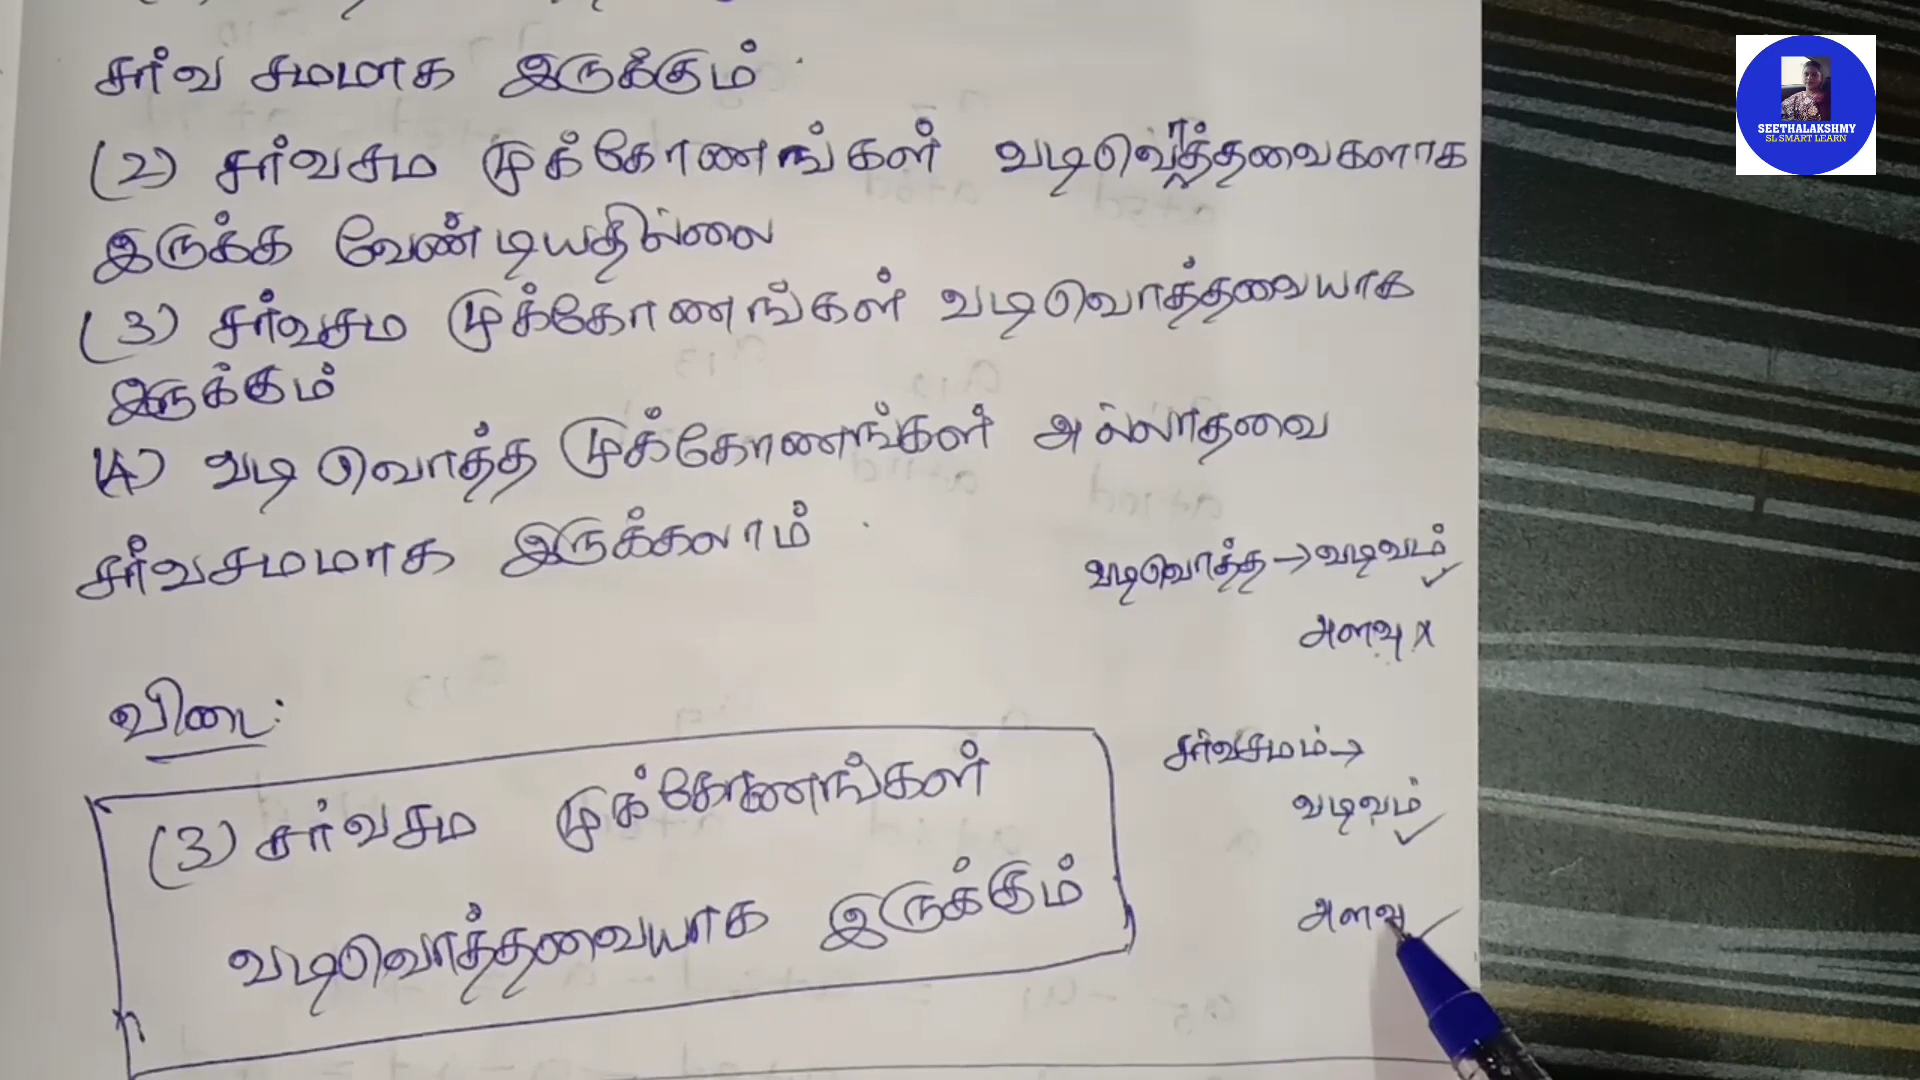 சர்வ சமமாக இருக்கும்.
(2) சர்வசம முக்கோணங்கள் வடிவொத்தவைகளாக
இருக்க வேண்டியதில்லை
(3) சர்வசம முக்கோணங்கள் வடிவொத்தவையாக
இருக்கும்
(4) வடிவொத்த முக்கோணங்கள் அல்லாதவை
சர்வசமமாக இருக்கலாம்.
வடிவொத்த → வடிவம் ✓
அளவு x
விடை:
(3) சர்வசம முக்கோணங்கள்
வடிவொத்தவையாக இருக்கும்
சர்வசமம் →
வடிவம் ✓
அளவு ✓
SEETHALAKSHMY
SL SMART LEARN